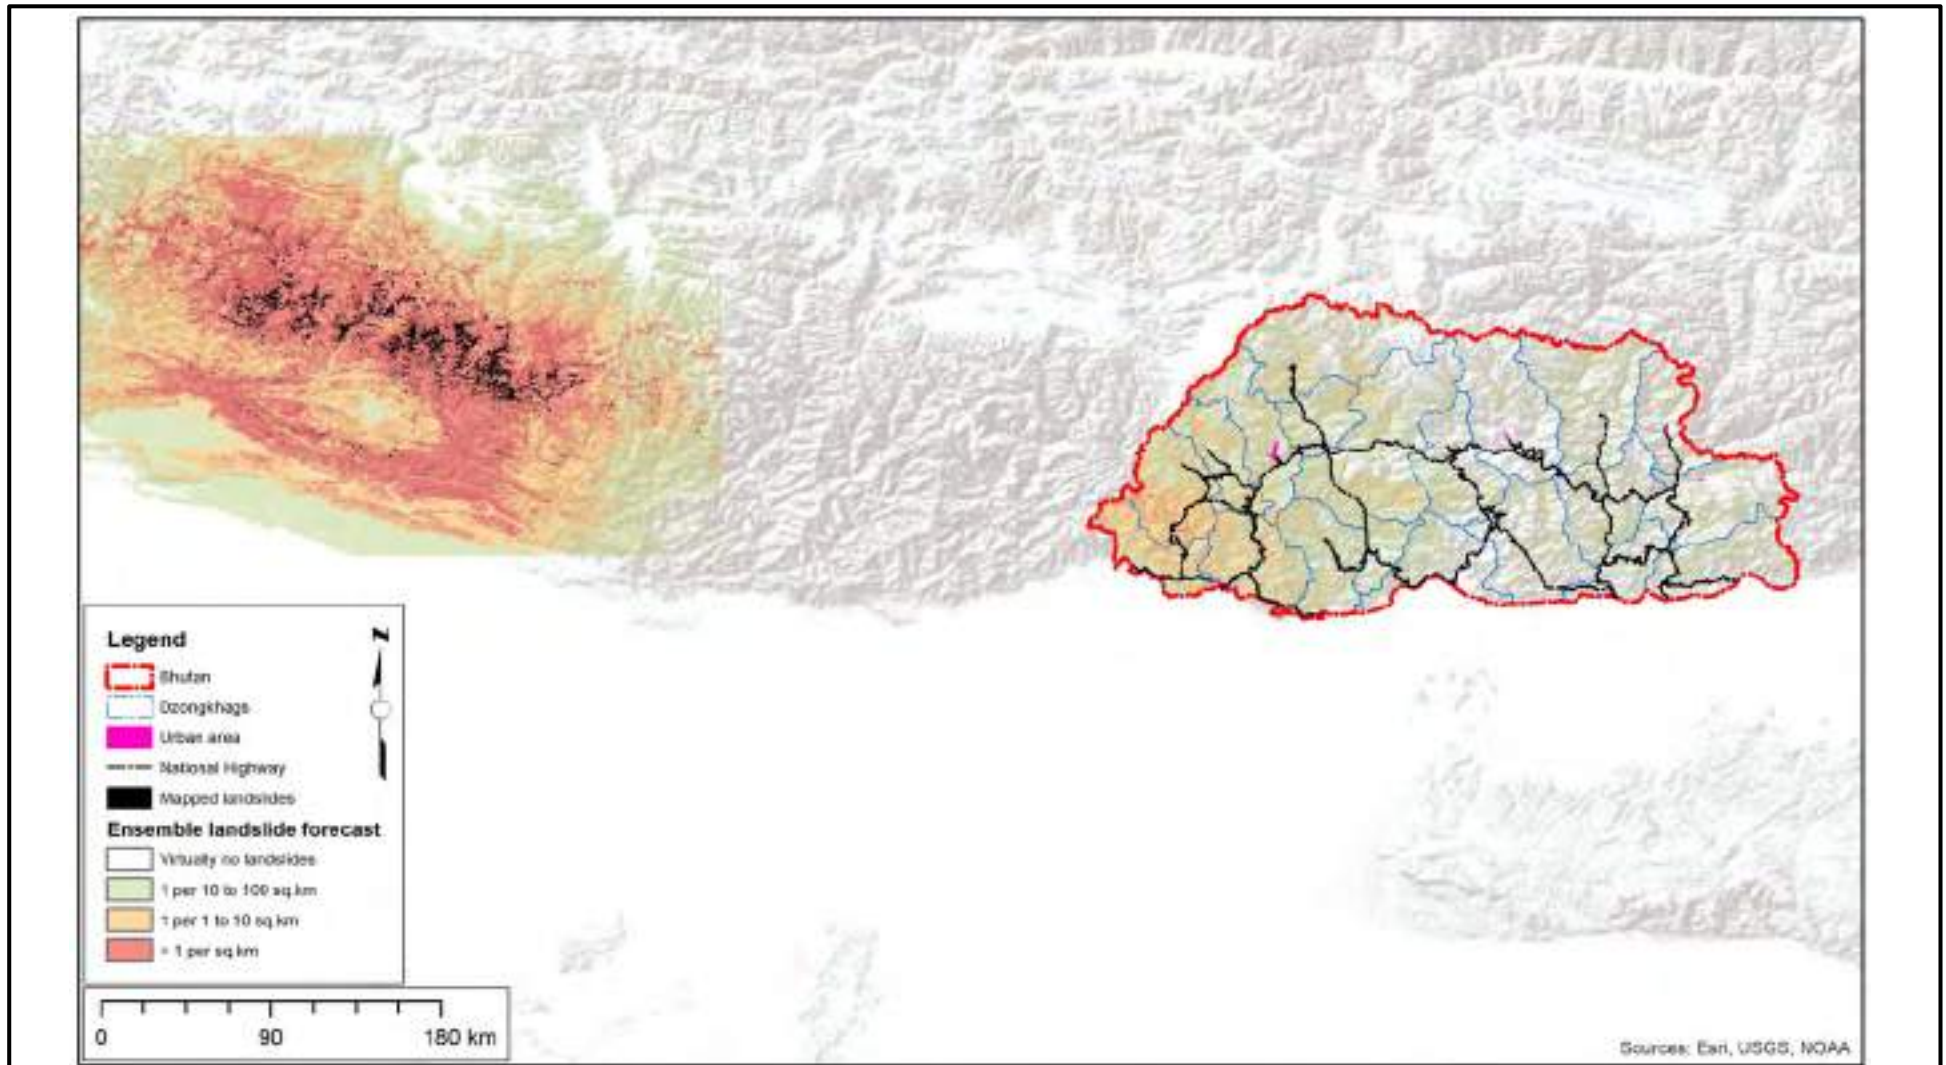 Legend
N
Bhutan
Dzongkhags
Urban area
National Highway
Mapped landslides
Ensemble landslide forecast
Virtually no landslides
1 per 10 to 100 sq.km
1 per 1 to 10 sq.km
1 per sq.km
0 90 180 km
Sources: Esri, USGS, NOAA